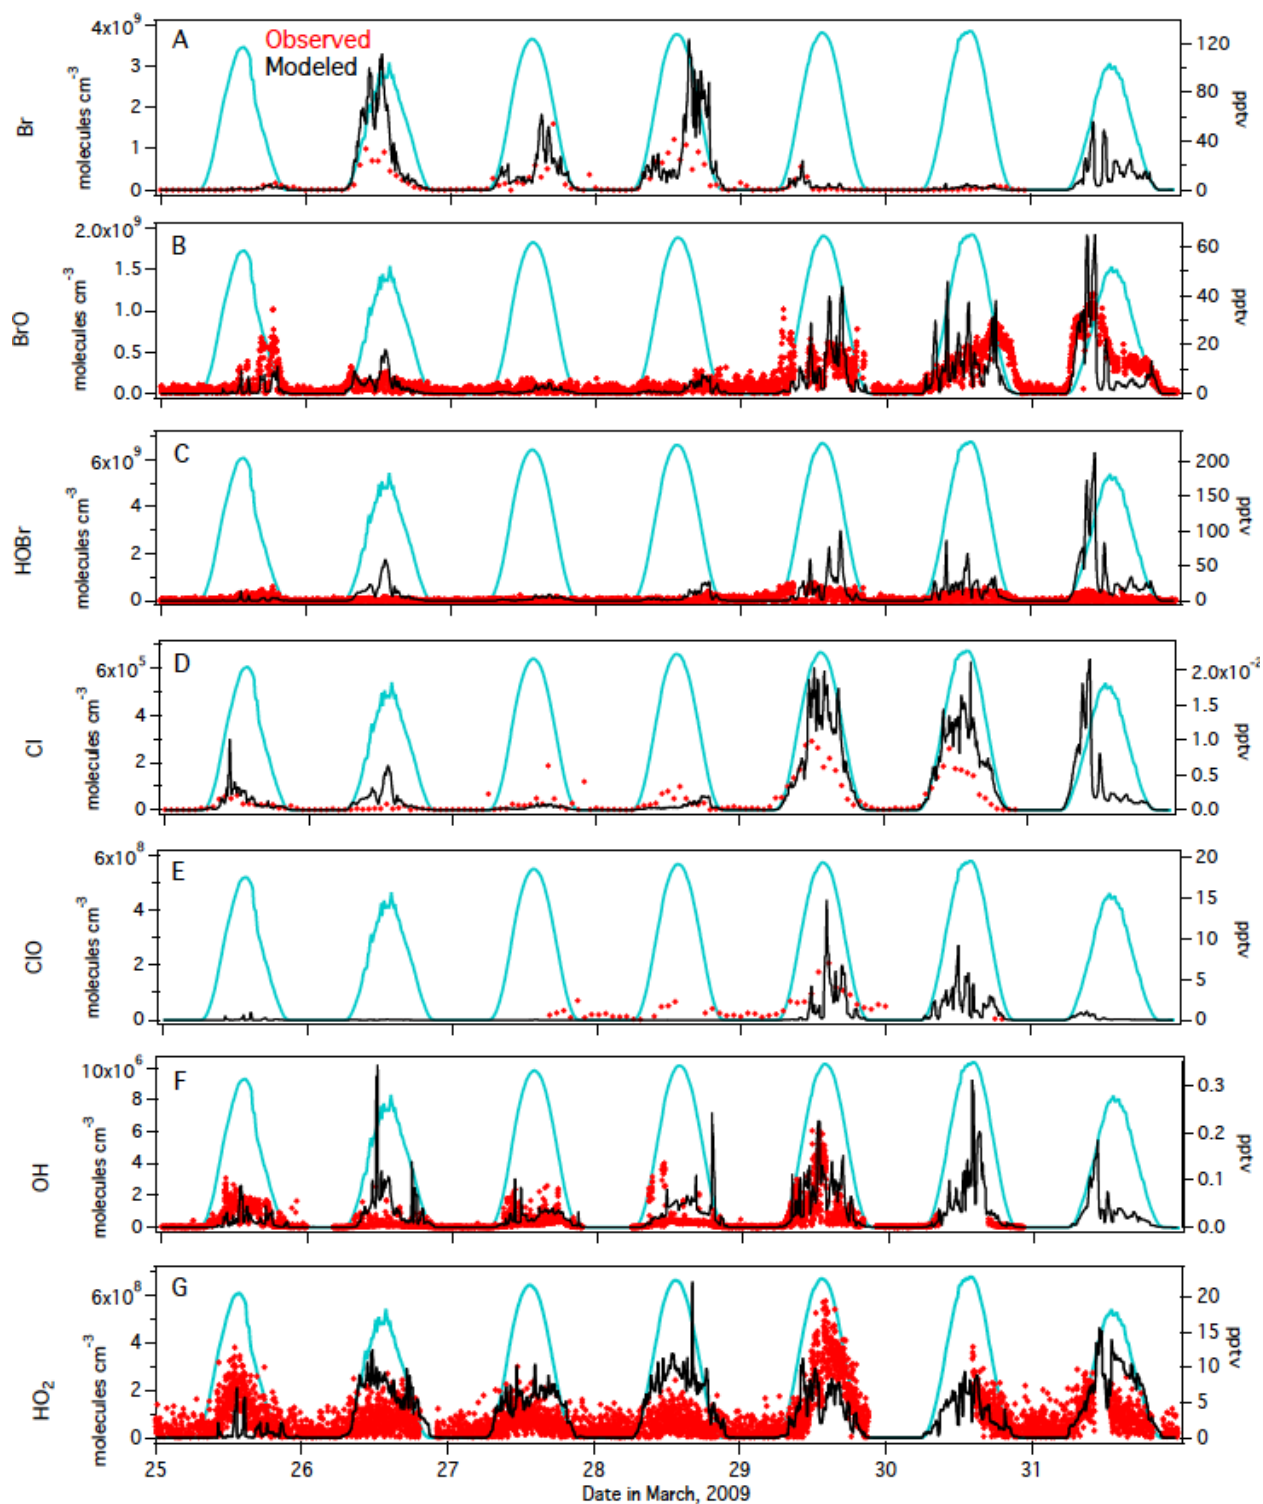 A
Observed
Modeled
4x10⁹
3
2
1
0
Br
molecules cm⁻³
120
80
40
0
pptv
B
2.0x10⁹
1.5
1.0
0.5
0.0
BrO
molecules cm⁻³
60
40
20
0
pptv
C
6x10⁹
4
2
0
HOBr
molecules cm⁻³
200
150
100
50
0
pptv
D
6x10⁵
4
2
0
Cl
molecules cm⁻³
2.0x10⁻²
1.5
1.0
0.5
0.0
pptv
E
6x10⁸
4
2
0
ClO
molecules cm⁻³
20
15
10
5
0
pptv
F
10x10⁶
8
6
4
2
0
OH
molecules cm⁻³
0.3
0.2
0.1
0.0
pptv
G
6x10⁸
4
2
0
HO₂
molecules cm⁻³
20
15
10
5
0
pptv
25 26 27 28 29 30 31
Date in March, 2009